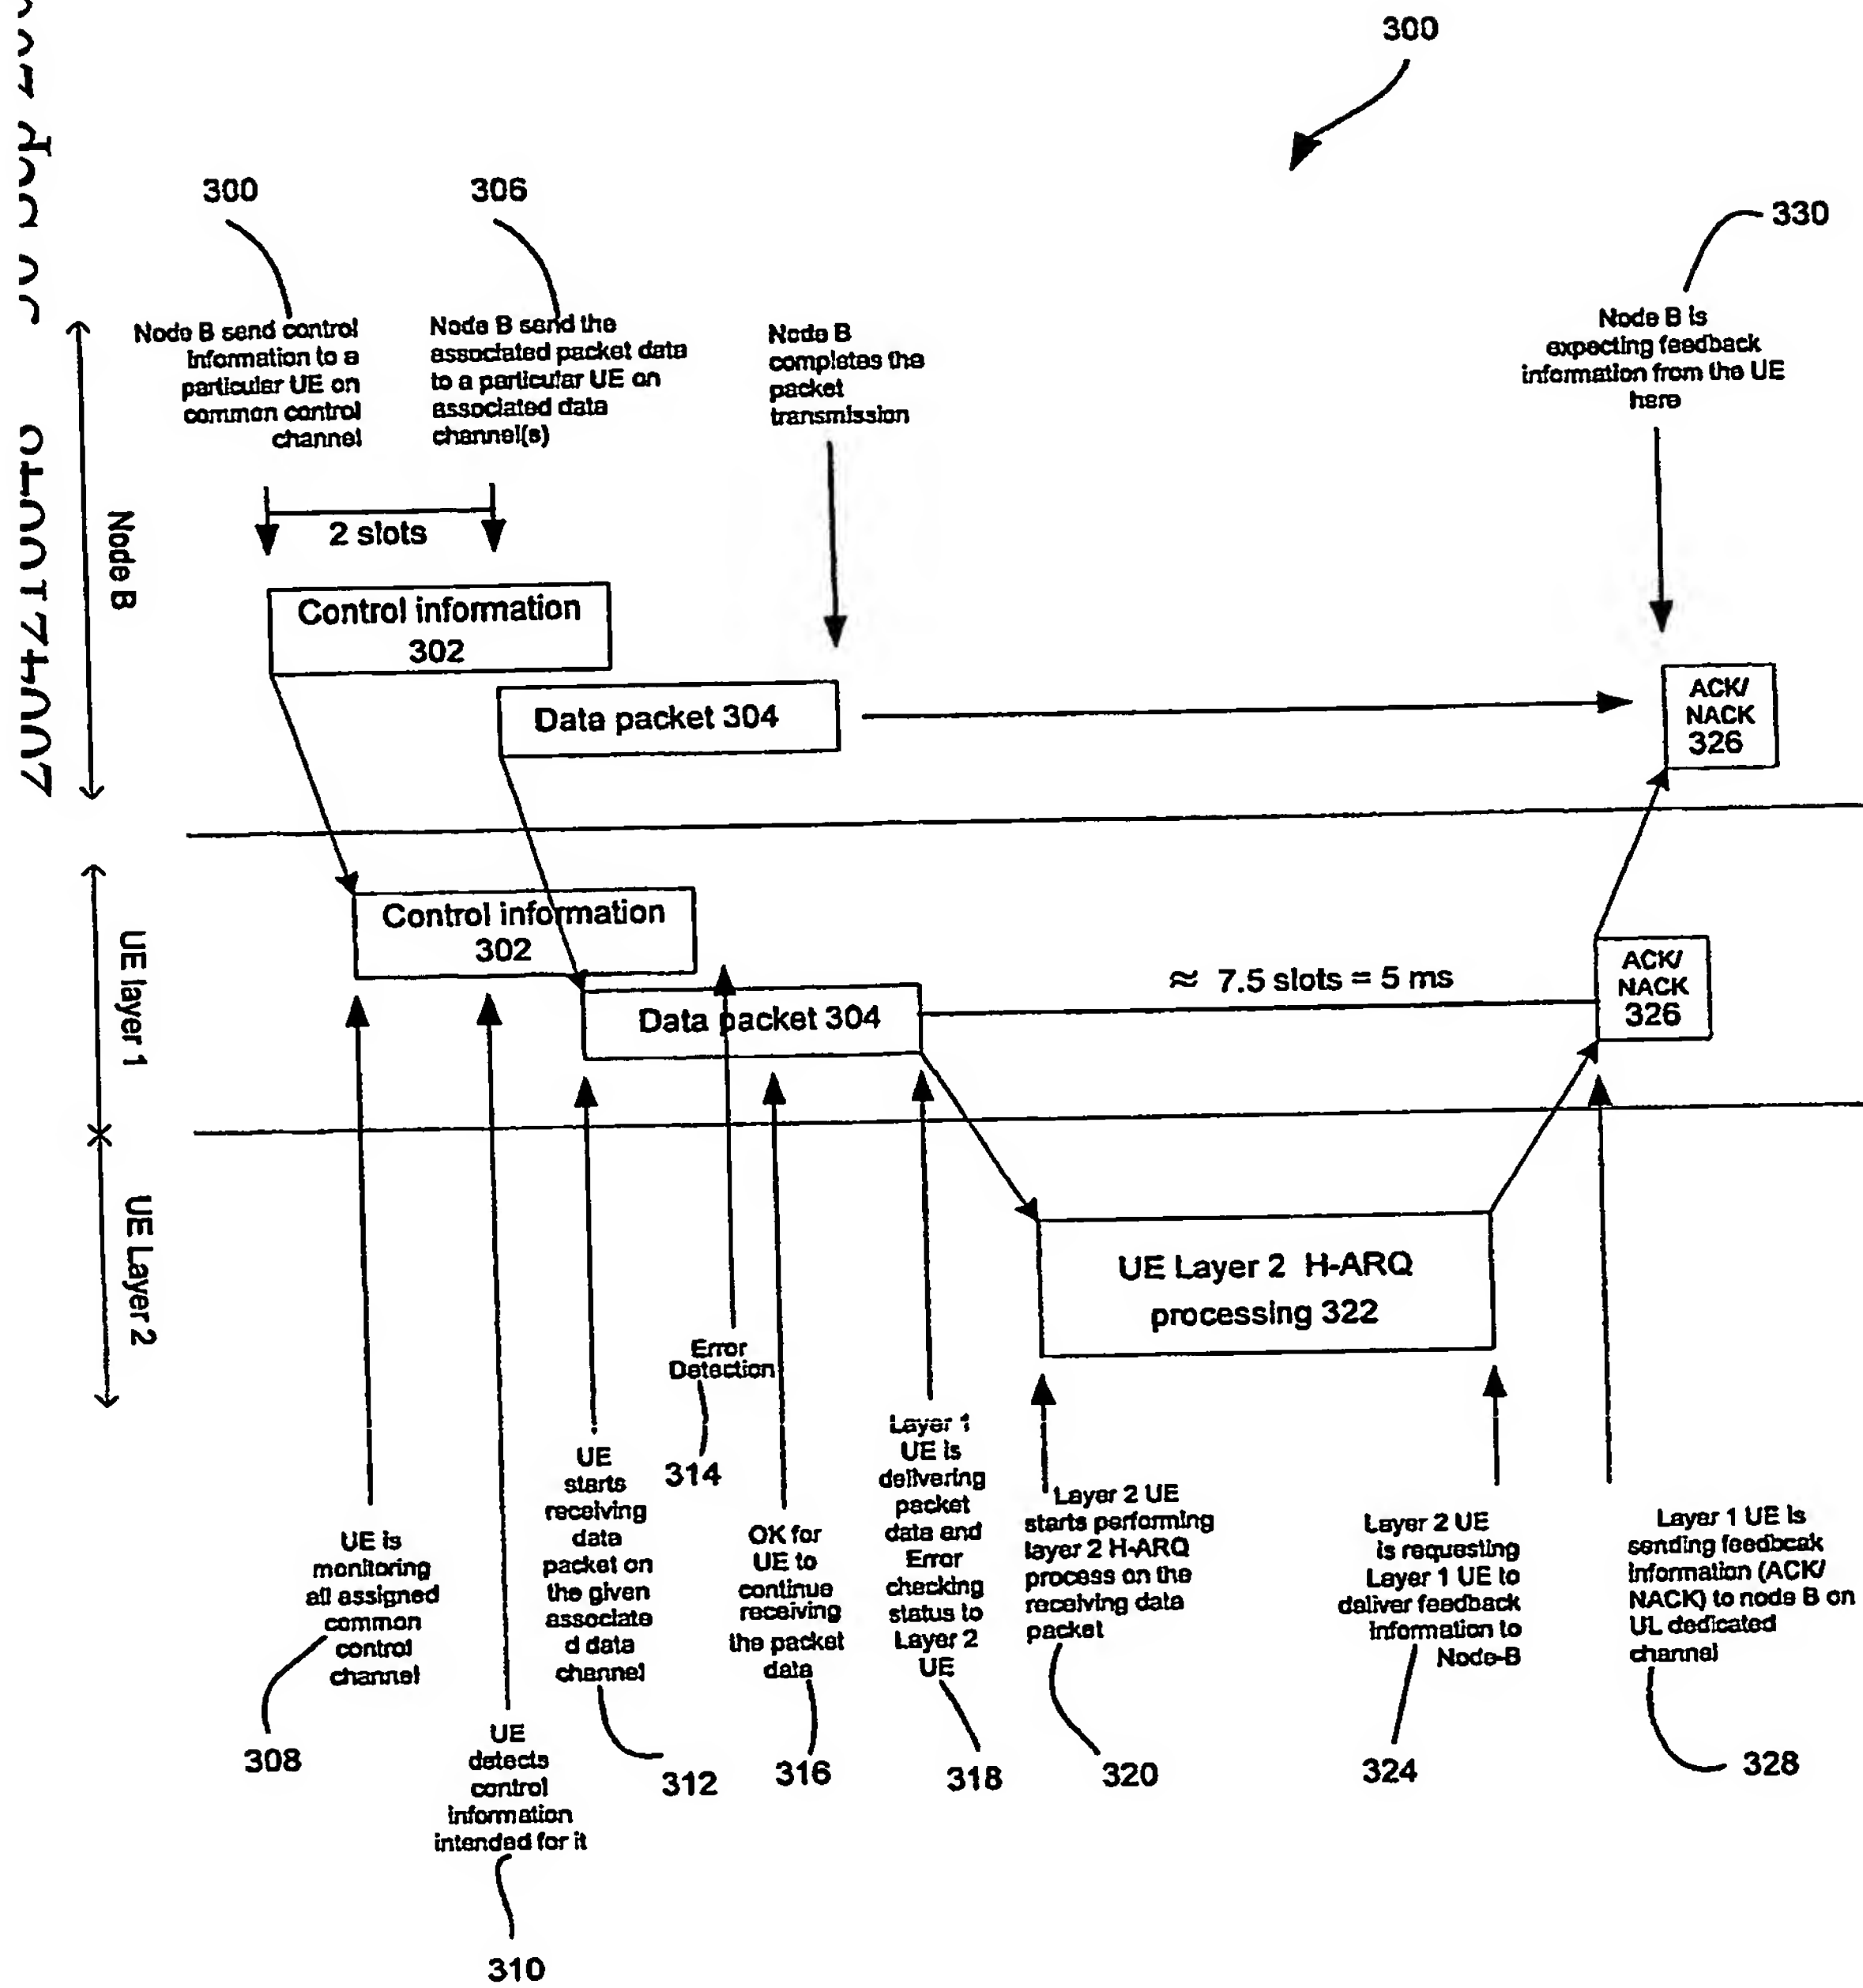 300
300
306
330
Node B send control
information to a
particular UE on
common control
channel
Node B send the
associated packet data
to a particular UE on
associated data
channel(s)
Node B
completes the
packet
transmission
Node B is
expecting feedback
information from the UE
here
2 slots
Node B
Control information
302
Data packet 304
ACK/
NACK
326
UE layer 1
Control information
302
Data packet 304
≈ 7.5 slots = 5 ms
ACK/
NACK
326
UE Layer 2
UE Layer 2 H-ARQ
processing 322
Error
Detection
314
UE is
monitoring
all assigned
common
control
channel
308
UE
detects
control
information
intended for it
310
UE
starts
receiving
data
packet on
the given
associate
d data
channel
312
OK for
UE to
continue
receiving
the packet
data
316
Layer 1
UE is
delivering
packet
data and
Error
checking
status to
Layer 2
UE
318
Layer 2 UE
starts performing
layer 2 H-ARQ
process on the
receiving data
packet
320
Layer 2 UE
is requesting
Layer 1 UE to
deliver feedback
information to
Node-B
324
Layer 1 UE is
sending feedbcak
information (ACK/
NACK) to node B on
UL dedicated
channel
328